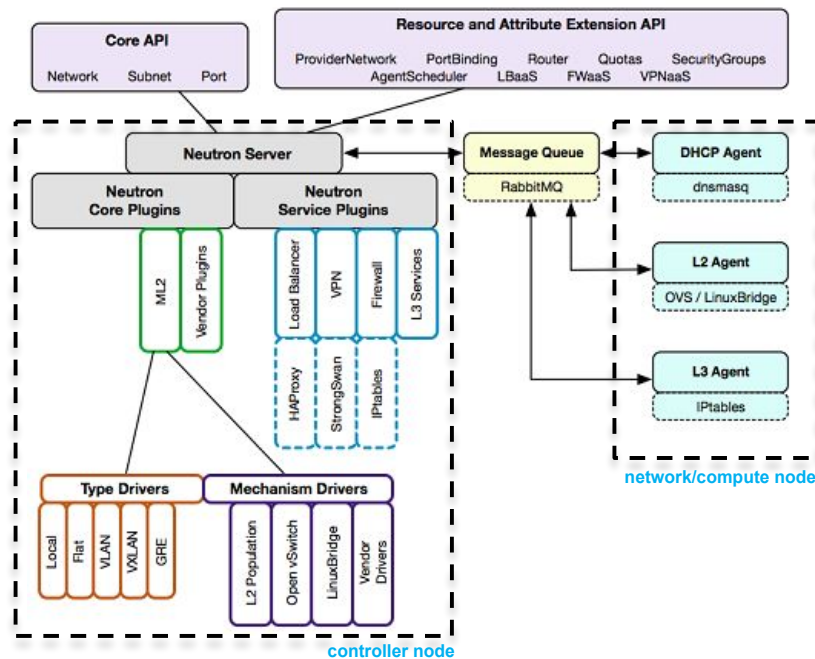 Core API
Network Subnet Port
Resource and Attribute Extension API
ProviderNetwork PortBinding Router Quotas SecurityGroups
AgentScheduler LBaaS FWaaS VPNaaS
Neutron Server
Neutron
Core Plugins
Neutron
Service Plugins
ML2
Vendor Plugins
Load Balancer
VPN
Firewall
L3 Services
HAProxy
StrongSwan
IPtables
Type Drivers
Local
Flat
VLAN
VXLAN
GRE
Mechanism Drivers
L2 Population
Open vSwitch
LinuxBridge
Vendor
Drivers
controller node
Message Queue
RabbitMQ
DHCP Agent
dnsmasq
L2 Agent
OVS / LinuxBridge
L3 Agent
IPtables
network/compute node